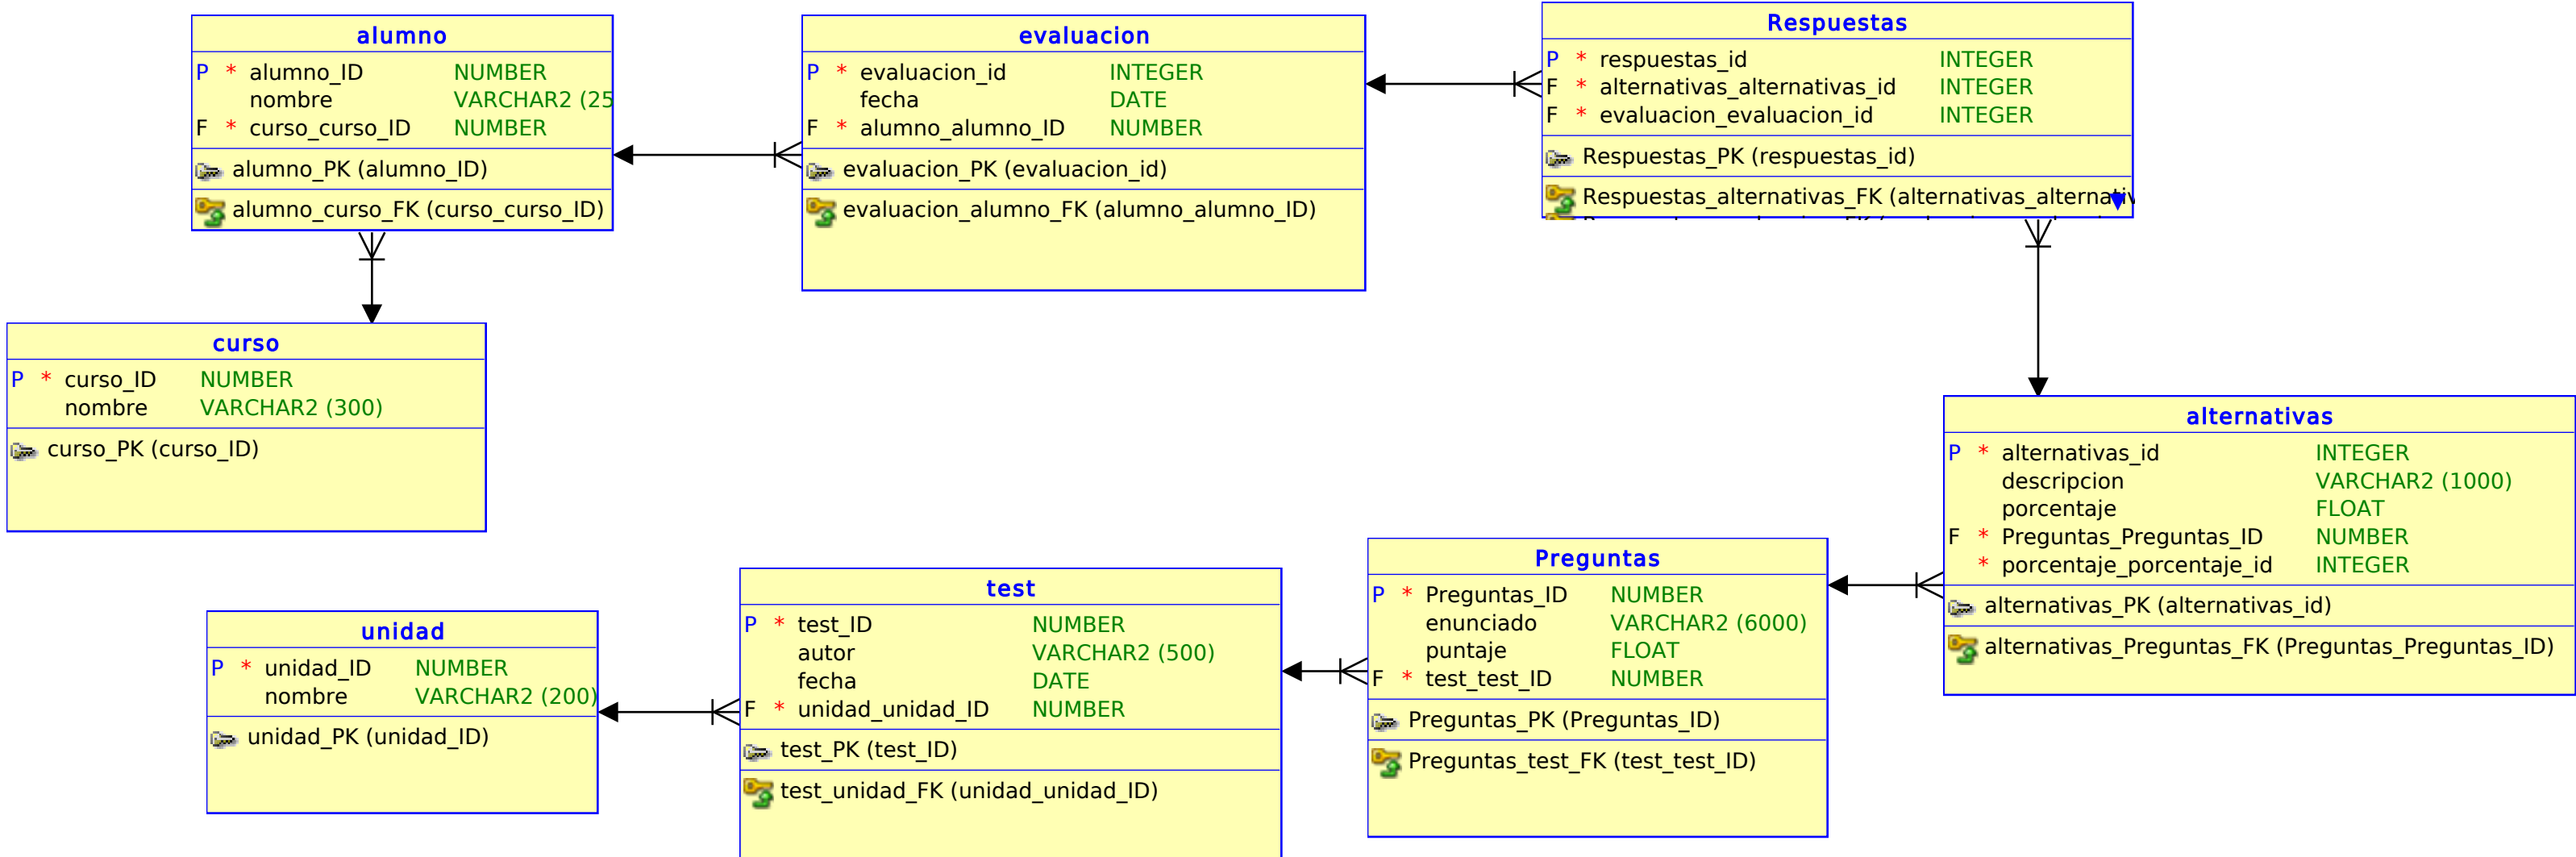 alumno
P * alumno_ID NUMBER
nombre VARCHAR2 (25
F * curso_curso_ID NUMBER
alumno_PK (alumno_ID)
alumno_curso_FK (curso_curso_ID)
evaluacion
P * evaluacion_id INTEGER
fecha DATE
F * alumno_alumno_ID NUMBER
evaluacion_PK (evaluacion_id)
evaluacion_alumno_FK (alumno_alumno_ID)
Respuestas
P * respuestas_id INTEGER
F * alternativas_alternativas_id INTEGER
F * evaluacion_evaluacion_id INTEGER
Respuestas_PK (respuestas_id)
Respuestas_alternativas_FK (alternativas_alternativ
curso
P * curso_ID NUMBER
nombre VARCHAR2 (300)
curso_PK (curso_ID)
alternativas
P * alternativas_id INTEGER
descripcion VARCHAR2 (1000)
porcentaje FLOAT
F * Preguntas_Preguntas_ID NUMBER
* porcentaje_porcentaje_id INTEGER
alternativas_PK (alternativas_id)
alternativas_Preguntas_FK (Preguntas_Preguntas_ID)
Preguntas
P * Preguntas_ID NUMBER
enunciado VARCHAR2 (6000)
puntaje FLOAT
F * test_test_ID NUMBER
Preguntas_PK (Preguntas_ID)
Preguntas_test_FK (test_test_ID)
test
P * test_ID NUMBER
autor VARCHAR2 (500)
fecha DATE
F * unidad_unidad_ID NUMBER
test_PK (test_ID)
test_unidad_FK (unidad_unidad_ID)
unidad
P * unidad_ID NUMBER
nombre VARCHAR2 (200)
unidad_PK (unidad_ID)